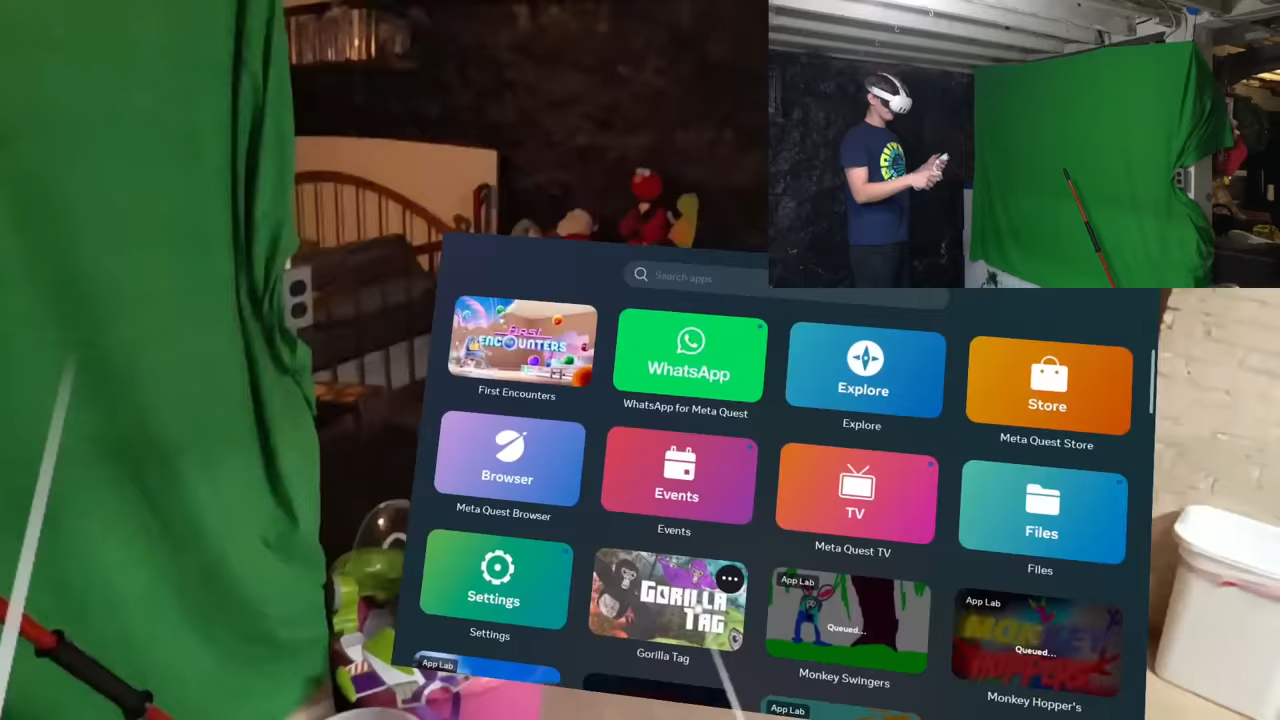 Search apps
FIRST
ENCOUNTERS
First Encounters
WhatsApp
WhatsApp for Meta Quest
Explore
Explore
Store
Meta Quest Store
Browser
Meta Quest Browser
Events
Events
TV
Meta Quest TV
Files
Files
Settings
Settings
GORILLA
TAG
Gorilla Tag
App Lab
Queued...
Monkey Swingers
App Lab
MONKEY
HOPPERS
Queued...
Monkey Hopper's
App Lab
App Lab